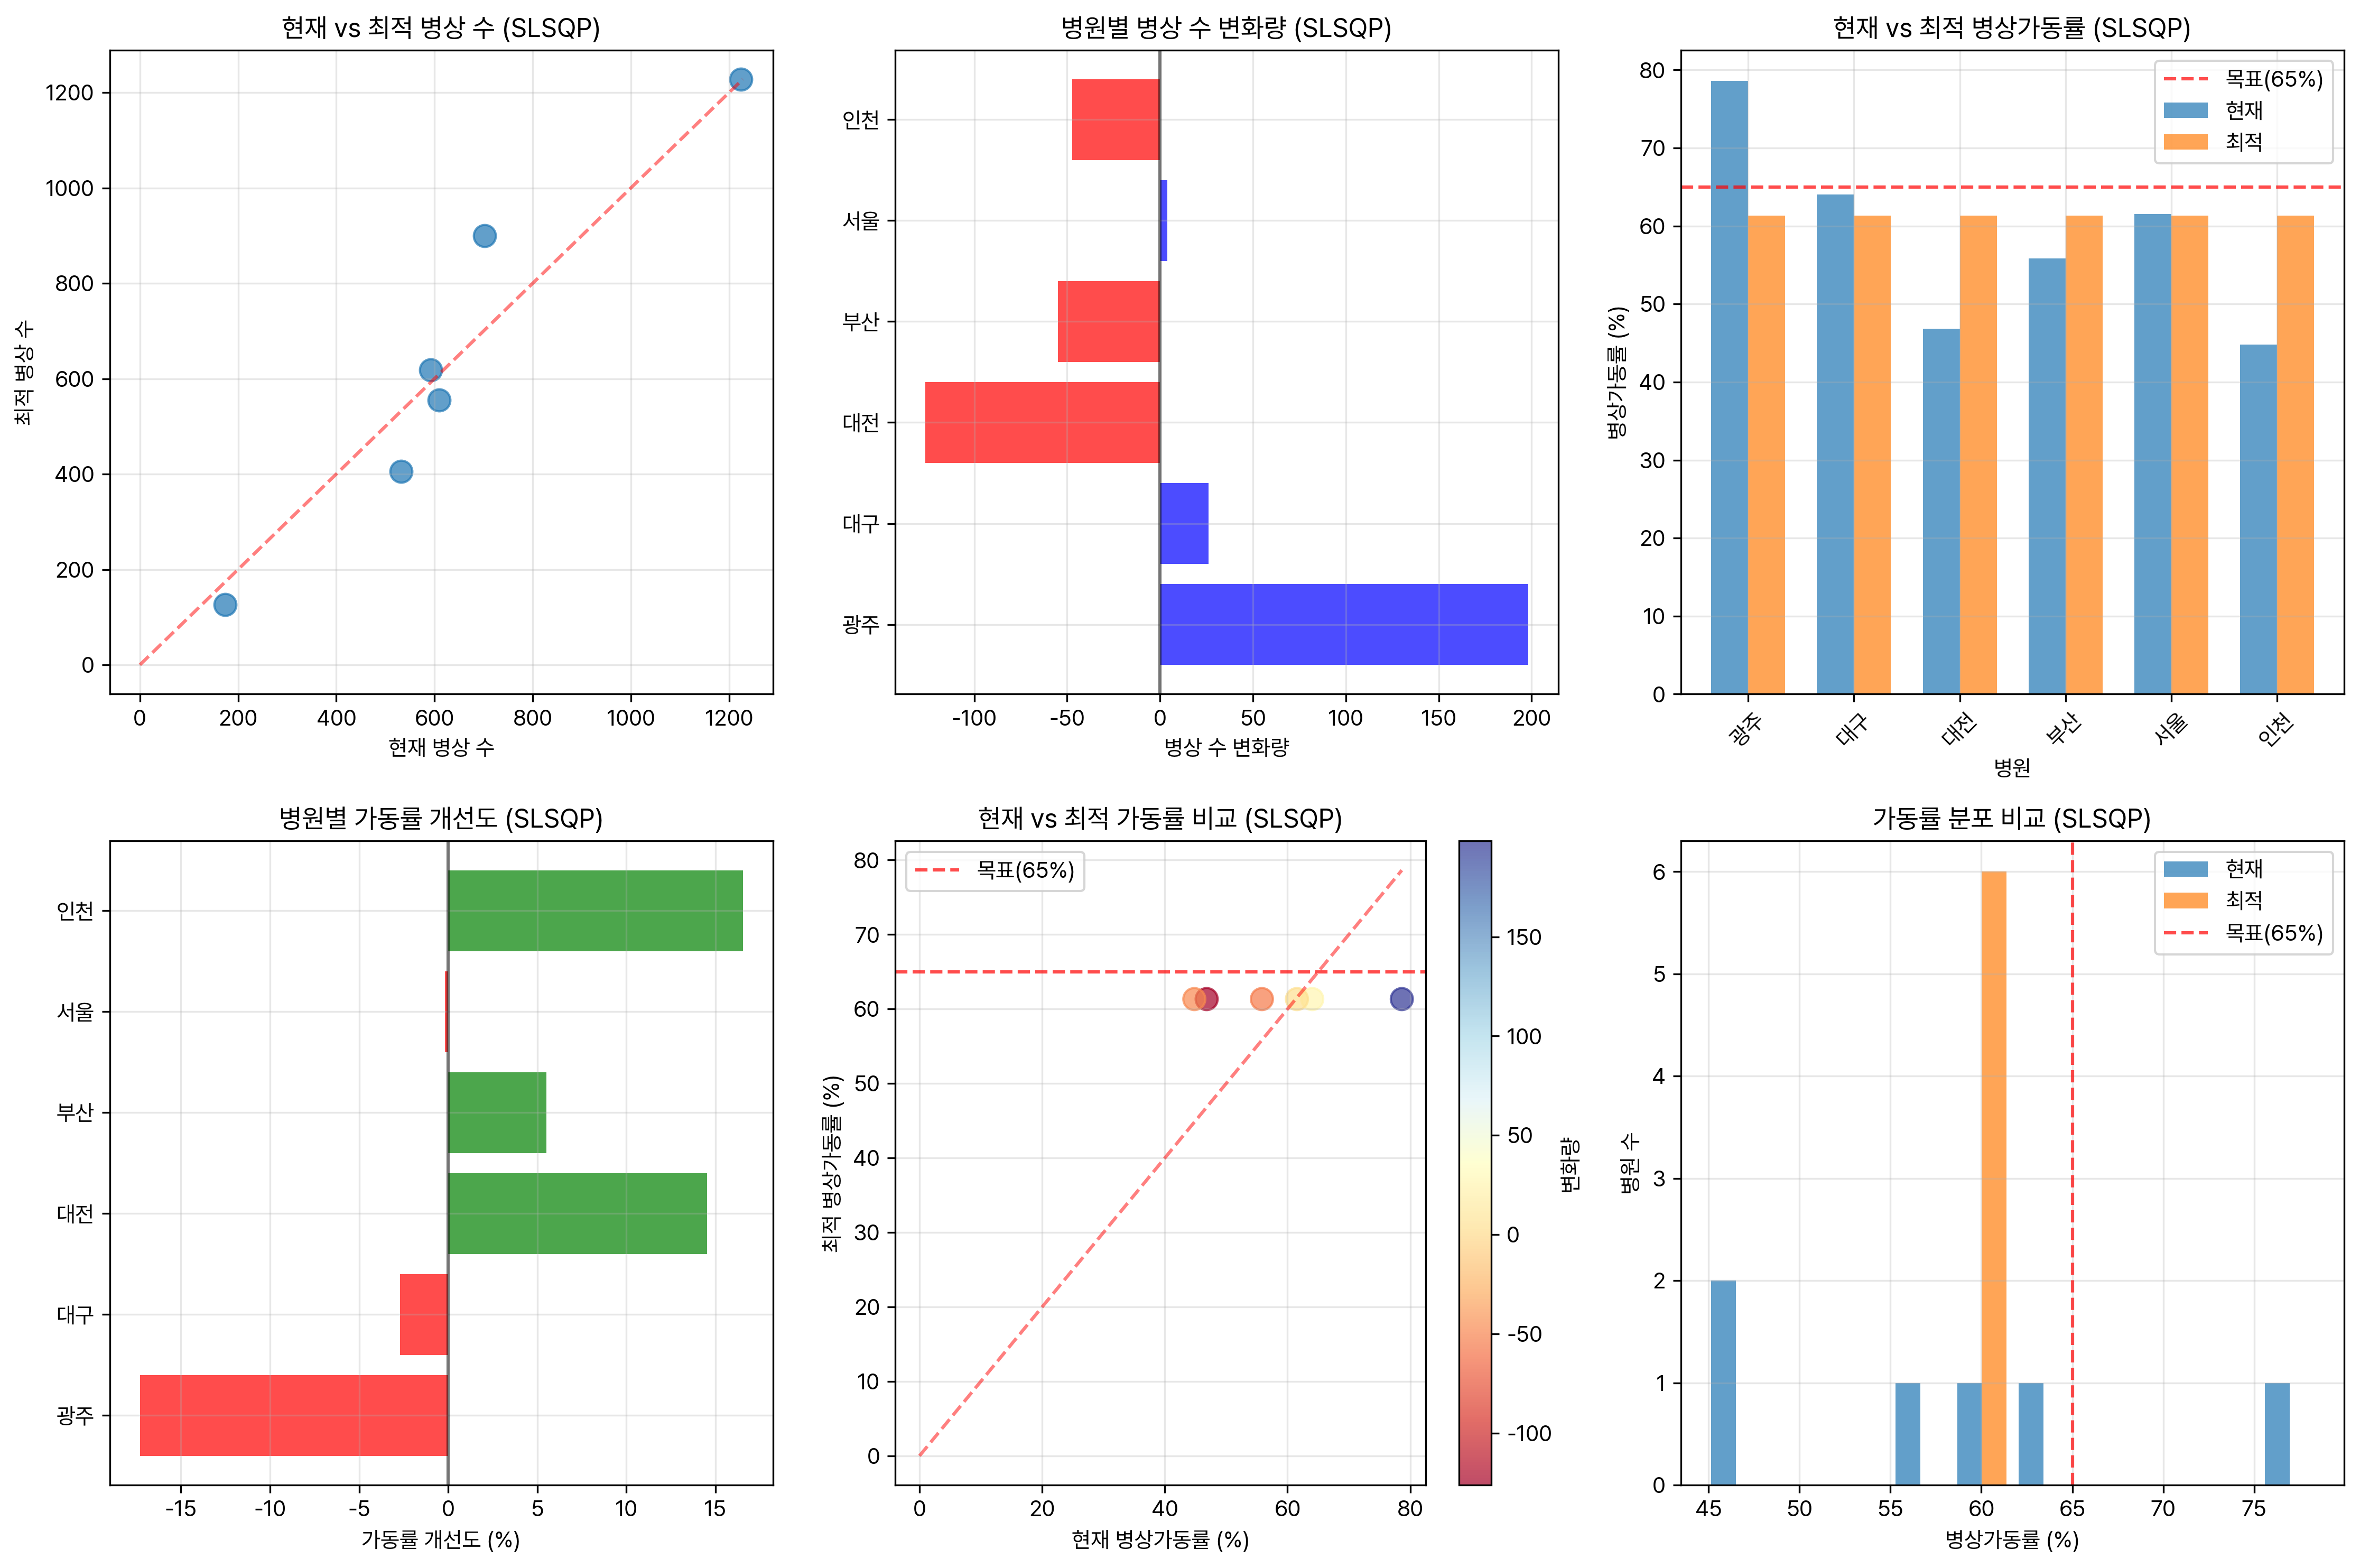 현재 vs 최적 병상 수 (SLSQP)
최적 병상 수
1200
1000
800
600
400
200
0
0 200 400 600 800 1000 1200
현재 병상 수
병원별 병상 수 변화량 (SLSQP)
인천
서울
부산
대전
대구
광주
-100 -50 0 50 100 150 200
병상 수 변화량
현재 vs 최적 병상가동률 (SLSQP)
병상가동률 (%)
80
70
60
50
40
30
20
10
0
목표(65%)
현재
최적
광주 대구 대전 부산 서울 인천
병원
병원별 가동률 개선도 (SLSQP)
인천
서울
부산
대전
대구
광주
-15 -10 -5 0 5 10 15
가동률 개선도 (%)
현재 vs 최적 가동률 비교 (SLSQP)
최적 병상가동률 (%)
80
70
60
50
40
30
20
10
0
목표(65%)
0 20 40 60 80
현재 병상가동률 (%)
150
100
50
0
-50
-100
변화량
가동률 분포 비교 (SLSQP)
병원 수
6
5
4
3
2
1
0
현재
최적
목표(65%)
45 50 55 60 65 70 75
병상가동률 (%)